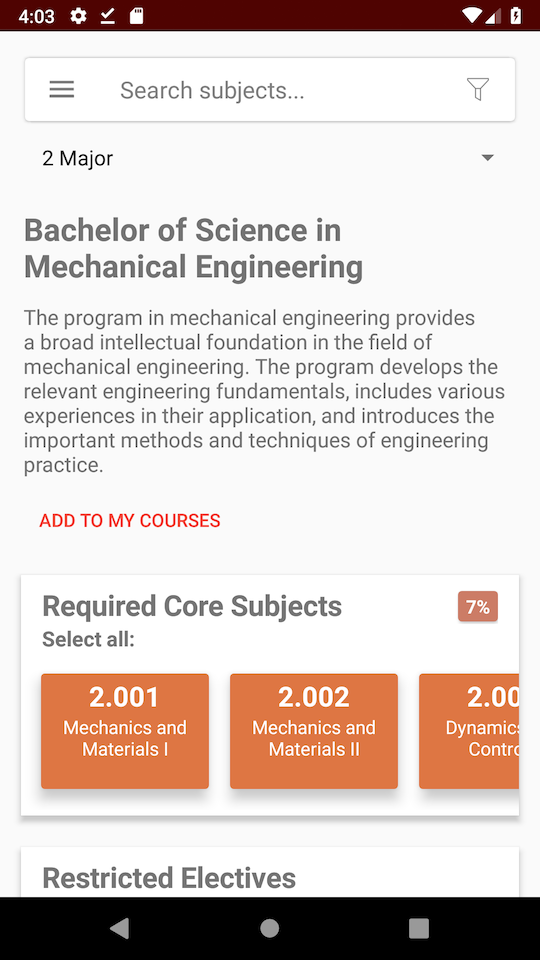 4:03
Search subjects...
2 Major
Bachelor of Science in
Mechanical Engineering
The program in mechanical engineering provides
a broad intellectual foundation in the field of
mechanical engineering. The program develops the
relevant engineering fundamentals, includes various
experiences in their application, and introduces the
important methods and techniques of engineering
practice.
ADD TO MY COURSES
Required Core Subjects
7%
Select all:
2.001
Mechanics and
Materials I
2.002
Mechanics and
Materials II
2.00
Dynamics
Contro
Restricted Electives